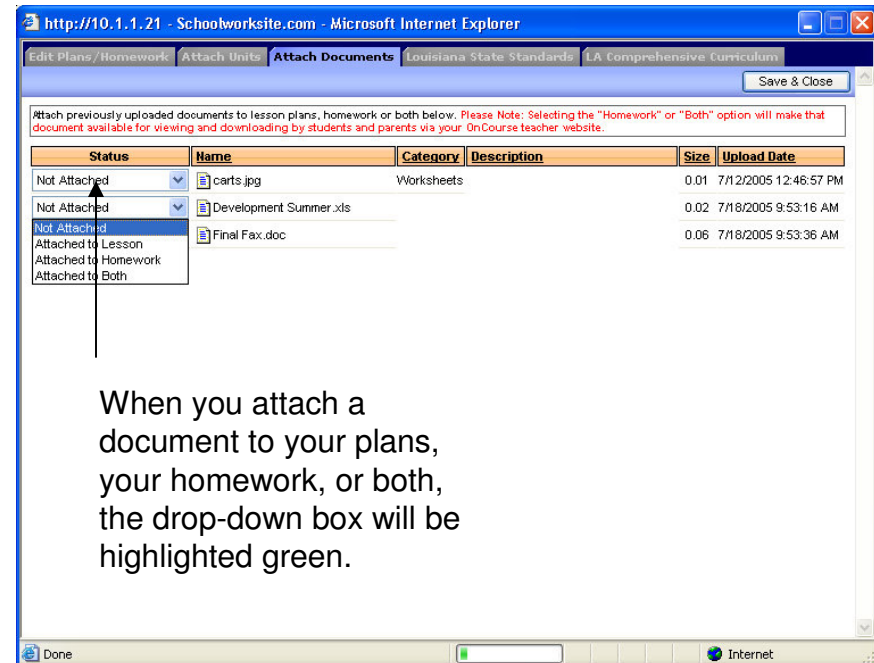 http://10.1.1.21 - Schoolworksite.com - Microsoft Internet Explorer
Edit Plans/Homework Attach Units Attach Documents Louisiana State Standards LA Comprehensive Curriculum
Save & Close
Attach previously uploaded documents to lesson plans, homework or both below. Please Note: Selecting the "Homework" or "Both" option will make that
document available for viewing and downloading by students and parents via your OnCourse teacher website.
Status Name Category Description Size Upload Date
Not Attached carts.jpg Worksheets 0.01 7/12/2005 12:46:57 PM
Not Attached Development Summer.xls 0.02 7/18/2005 9:53:16 AM
Not Attached
Attached to Lesson
Attached to Homework
Attached to Both
Final Fax.doc 0.06 7/18/2005 9:53:36 AM
When you attach a
document to your plans,
your homework, or both,
the drop-down box will be
highlighted green.
Done Internet